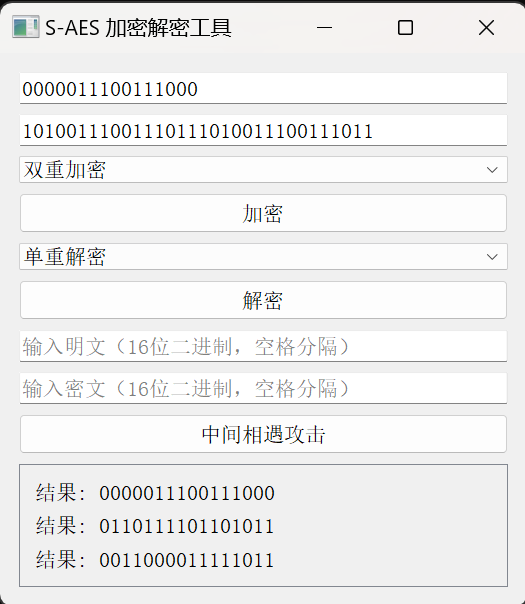 S-AES 加密解密工具
0000011100111000
10100111001110111010011100111011
双重加密
加密
单重解密
解密
输入明文（16位二进制，空格分隔）
输入密文（16位二进制，空格分隔）
中间相遇攻击
结果: 0000011100111000
结果: 0110111101101011
结果: 0011000011111011